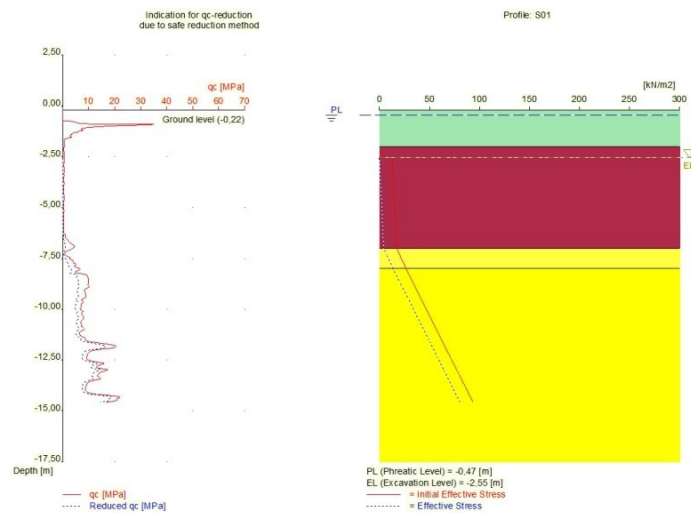 Indication for qc-reduction
due to safe reduction method
2,50
qc [MPa]
0,00 10 20 30 40 50 60 70
Ground level (-0,22)
-2,50
-5,00
-7,50
-10,00
-12,50
-15,00
-17,50
Depth [m]
qc [MPa]
Reduced qc [MPa]
Profile: S01
[kN/m2]
0 50 100 150 200 250 300
PL
PL (Phreatic Level) = -0,47 [m]
EL (Excavation Level) = -2,55 [m]
= Initial Effective Stress
= Effective Stress